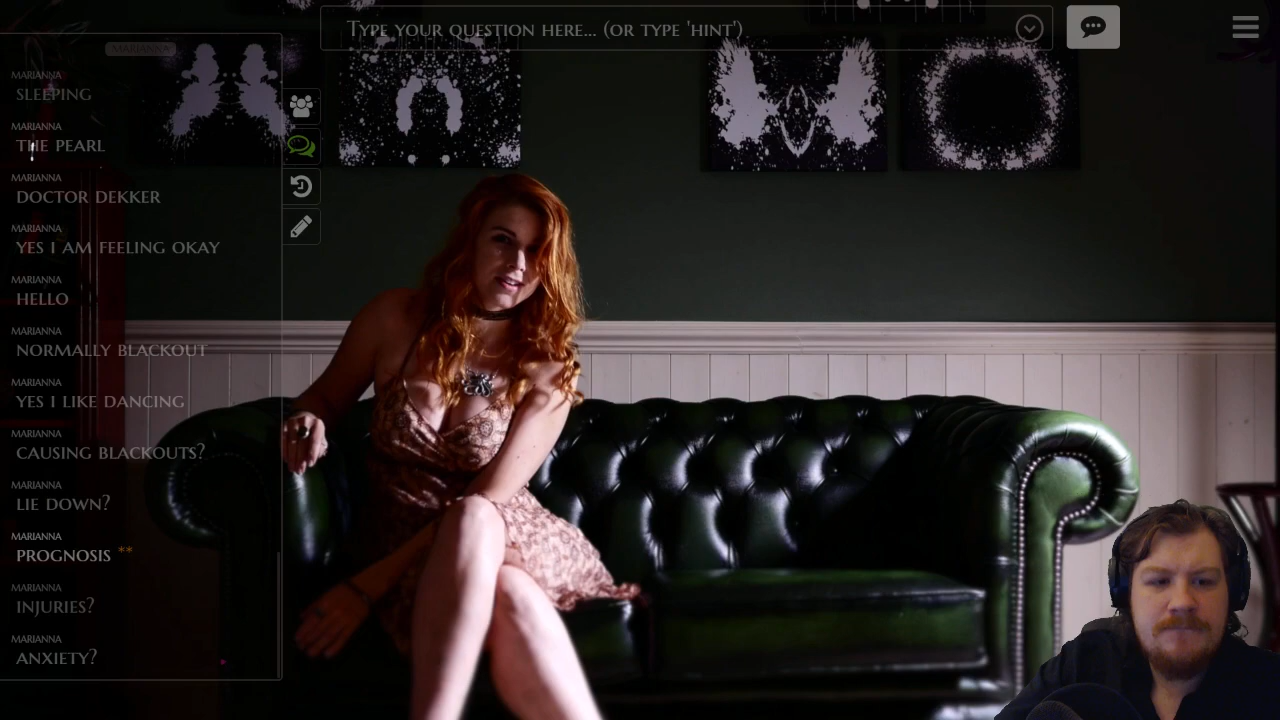 Type your question here... (or type 'hint')
MARIANNA
MARIANNA
SLEEPING
MARIANNA
THE PEARL
MARIANNA
DOCTOR DEKKER
MARIANNA
YES I AM FEELING OKAY
MARIANNA
HELLO
MARIANNA
NORMALLY BLACKOUT
MARIANNA
YES I LIKE DANCING
MARIANNA
CAUSING BLACKOUTS?
MARIANNA
LIE DOWN?
MARIANNA
PROGNOSIS **
MARIANNA
INJURIES?
MARIANNA
ANXIETY?